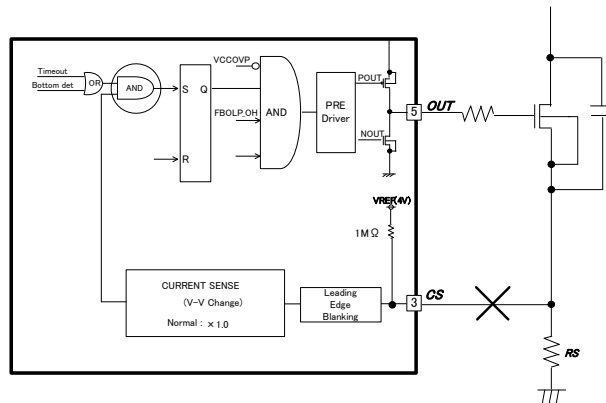 VCCOVP
Timeout
OR
Bottom det
AND
S Q
POUT
FBOLP_OH
AND
PRE
Driver
5 OUT
NOUT
R
VREF(4V)
1MΩ
CURRENT SENSE
(V-V Change)
Normal : ×1.0
Leading
Edge
Blanking
3 CS
RS